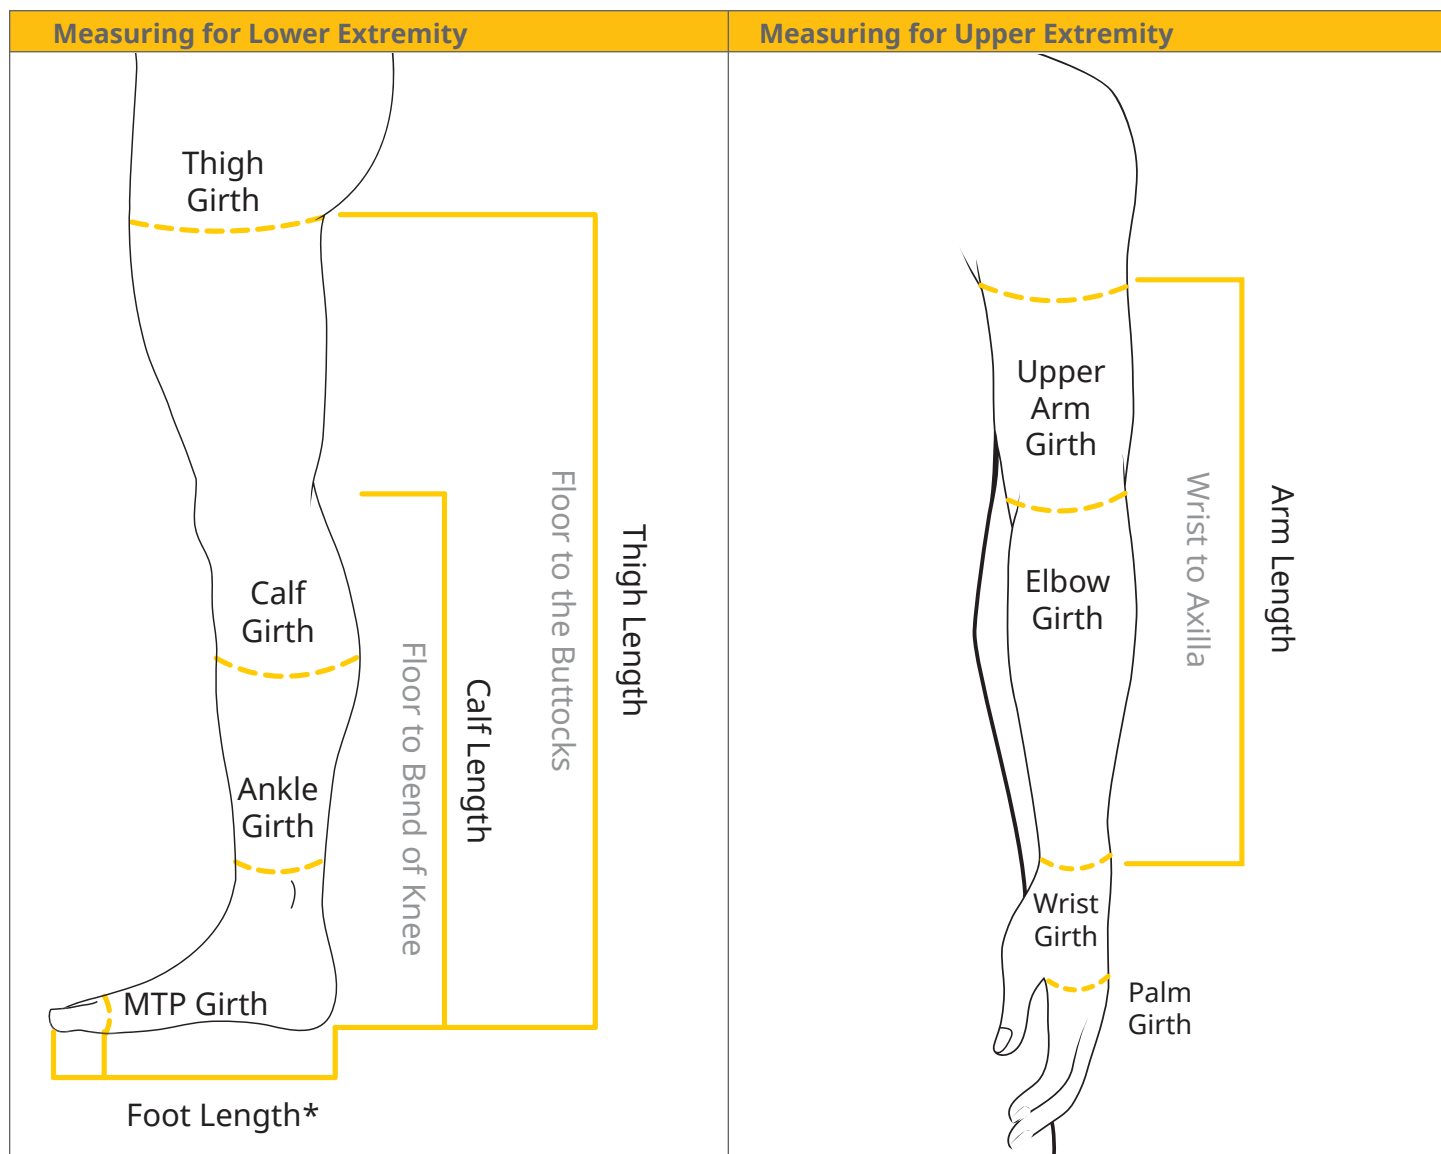 Measuring for Lower Extremity
Thigh
Girth
Calf
Girth
Ankle
Girth
MTP Girth
Foot Length*
Floor to Bend of Knee
Calf Length
Floor to the Buttocks
Thigh Length
Measuring for Upper Extremity
Upper
Arm
Girth
Elbow
Girth
Wrist
Girth
Palm
Girth
Wrist to Axilla
Arm Length